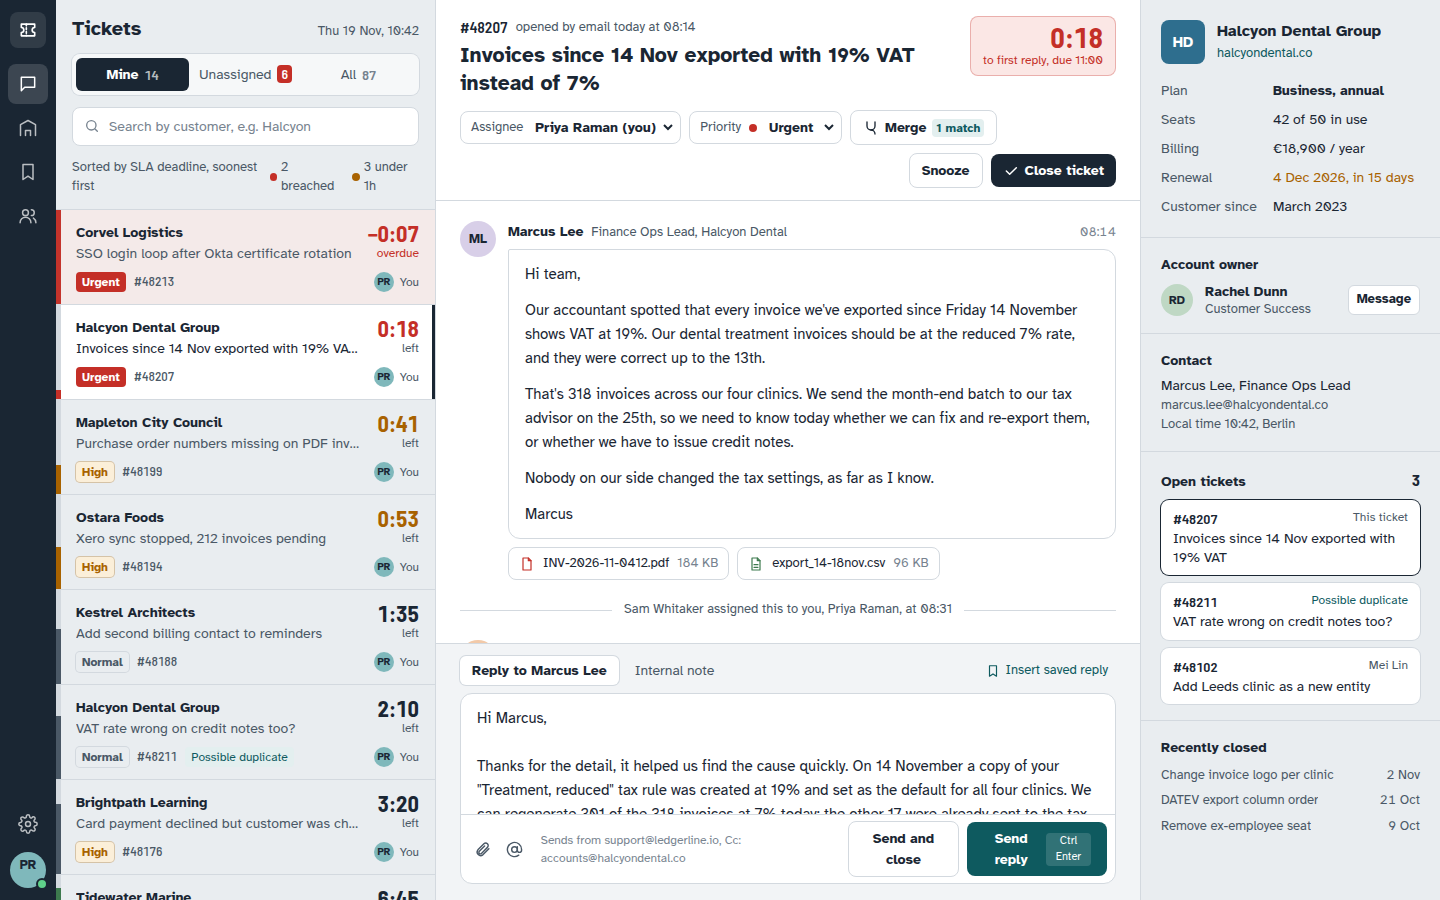 Tickets
Thu 19 Nov, 10:42
Mine 14
Unassigned 6
All 87
Search by customer, e.g. Halcyon
Sorted by SLA deadline, soonest first
2 breached
3 under 1h
Corvel Logistics
−0:07
SSO login loop after Okta certificate rotation
overdue
Urgent #48213
PR You
Halcyon Dental Group
0:18
Invoices since 14 Nov exported with 19% VA...
left
Urgent #48207
PR You
Mapleton City Council
0:41
Purchase order numbers missing on PDF inv...
left
High #48199
PR You
Ostara Foods
0:53
Xero sync stopped, 212 invoices pending
left
High #48194
PR You
Kestrel Architects
1:35
Add second billing contact to reminders
left
Normal #48188
PR You
Halcyon Dental Group
2:10
VAT rate wrong on credit notes too?
left
Normal #48211 Possible duplicate
PR You
Brightpath Learning
3:20
Card payment declined but customer was ch...
left
High #48176
PR You
Tidewater Marine
6:45
PR
#48207 opened by email today at 08:14
Invoices since 14 Nov exported with 19% VAT
instead of 7%
0:18
to first reply, due 11:00
Assignee Priya Raman (you)
Priority Urgent
Merge 1 match
Snooze
Close ticket
ML
Marcus Lee Finance Ops Lead, Halcyon Dental
08:14
Hi team,
Our accountant spotted that every invoice we've exported since Friday 14 November
shows VAT at 19%. Our dental treatment invoices should be at the reduced 7% rate,
and they were correct up to the 13th.
That's 318 invoices across our four clinics. We send the month-end batch to our tax
advisor on the 25th, so we need to know today whether we can fix and re-export them,
or whether we have to issue credit notes.
Nobody on our side changed the tax settings, as far as I know.
Marcus
INV-2026-11-0412.pdf 184 KB
export_14-18nov.csv 96 KB
Sam Whitaker assigned this to you, Priya Raman, at 08:31
Reply to Marcus Lee
Internal note
Insert saved reply
Hi Marcus,
Thanks for the detail, it helped us find the cause quickly. On 14 November a copy of your
"Treatment, reduced" tax rule was created at 19% and set as the default for all four clinics. We
can regenerate 301 of the 318 invoices at 7% today; the other 17 were already sent to the tax
Sends from support@ledgerline.io, Cc:
accounts@halcyondental.co
Send and close
Send reply
Ctrl Enter
HD
Halcyon Dental Group
halcyondental.co
Plan Business, annual
Seats 42 of 50 in use
Billing €18,900 / year
Renewal 4 Dec 2026, in 15 days
Customer since March 2023
Account owner
RD
Rachel Dunn
Customer Success
Message
Contact
Marcus Lee, Finance Ops Lead
marcus.lee@halcyondental.co
Local time 10:42, Berlin
Open tickets 3
#48207 This ticket
Invoices since 14 Nov exported with
19% VAT
#48211 Possible duplicate
VAT rate wrong on credit notes too?
#48102 Mei Lin
Add Leeds clinic as a new entity
Recently closed
Change invoice logo per clinic 2 Nov
DATEV export column order 21 Oct
Remove ex-employee seat 9 Oct